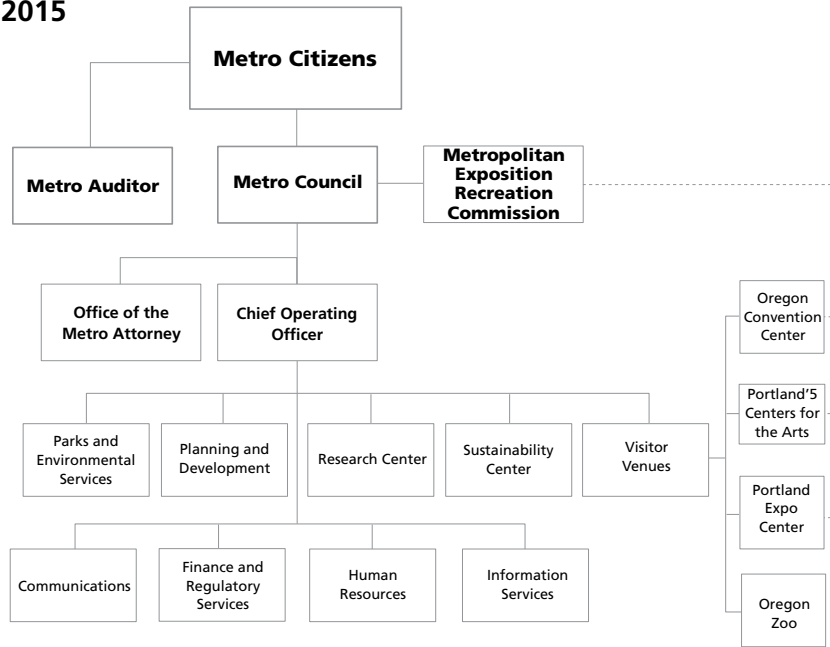 2015
Metro Citizens
Metro Auditor
Metro Council
Metropolitan
Exposition
Recreation
Commission
Office of the
Metro Attorney
Chief Operating
Officer
Parks and
Environmental
Services
Planning and
Development
Research Center
Sustainability
Center
Visitor
Venues
Oregon
Convention
Center
Portland'5
Centers for
the Arts
Portland
Expo
Center
Oregon
Zoo
Communications
Finance and
Regulatory
Services
Human
Resources
Information
Services